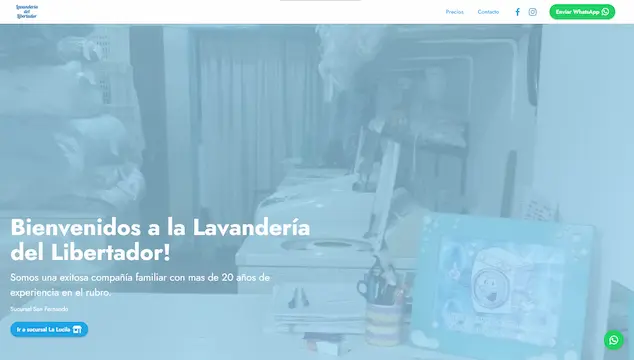 Lavandería
del
Libertador
Precios
Contacto
Enviar WhatsApp
Bienvenidos a la Lavandería
del Libertador!
Somos una exitosa compañía familiar con mas de 20 años de
experiencia en el rubro.
Sucursal San Fernando
Ir a sucursal La Lucila